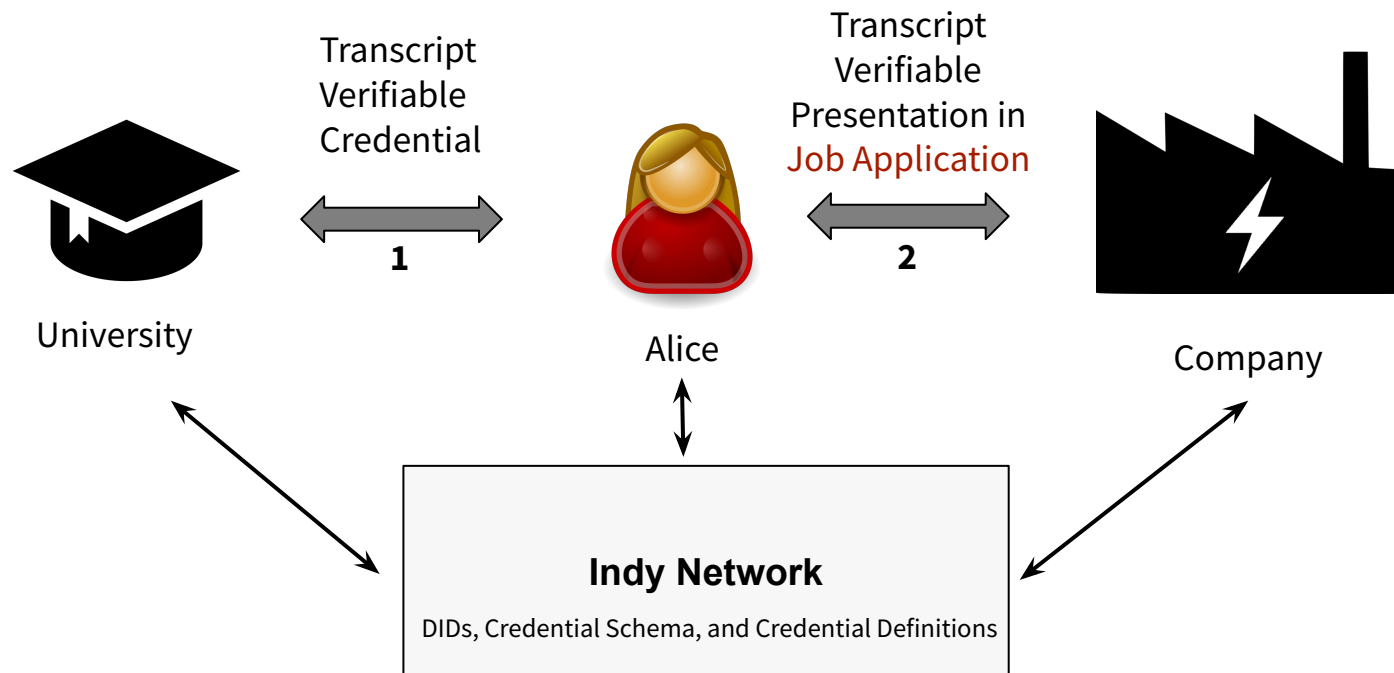 Transcript
Verifiable
Credential
Transcript
Verifiable
Presentation in
Job Application
1
2
University
Alice
Company
Indy Network
DIDs, Credential Schema, and Credential Definitions